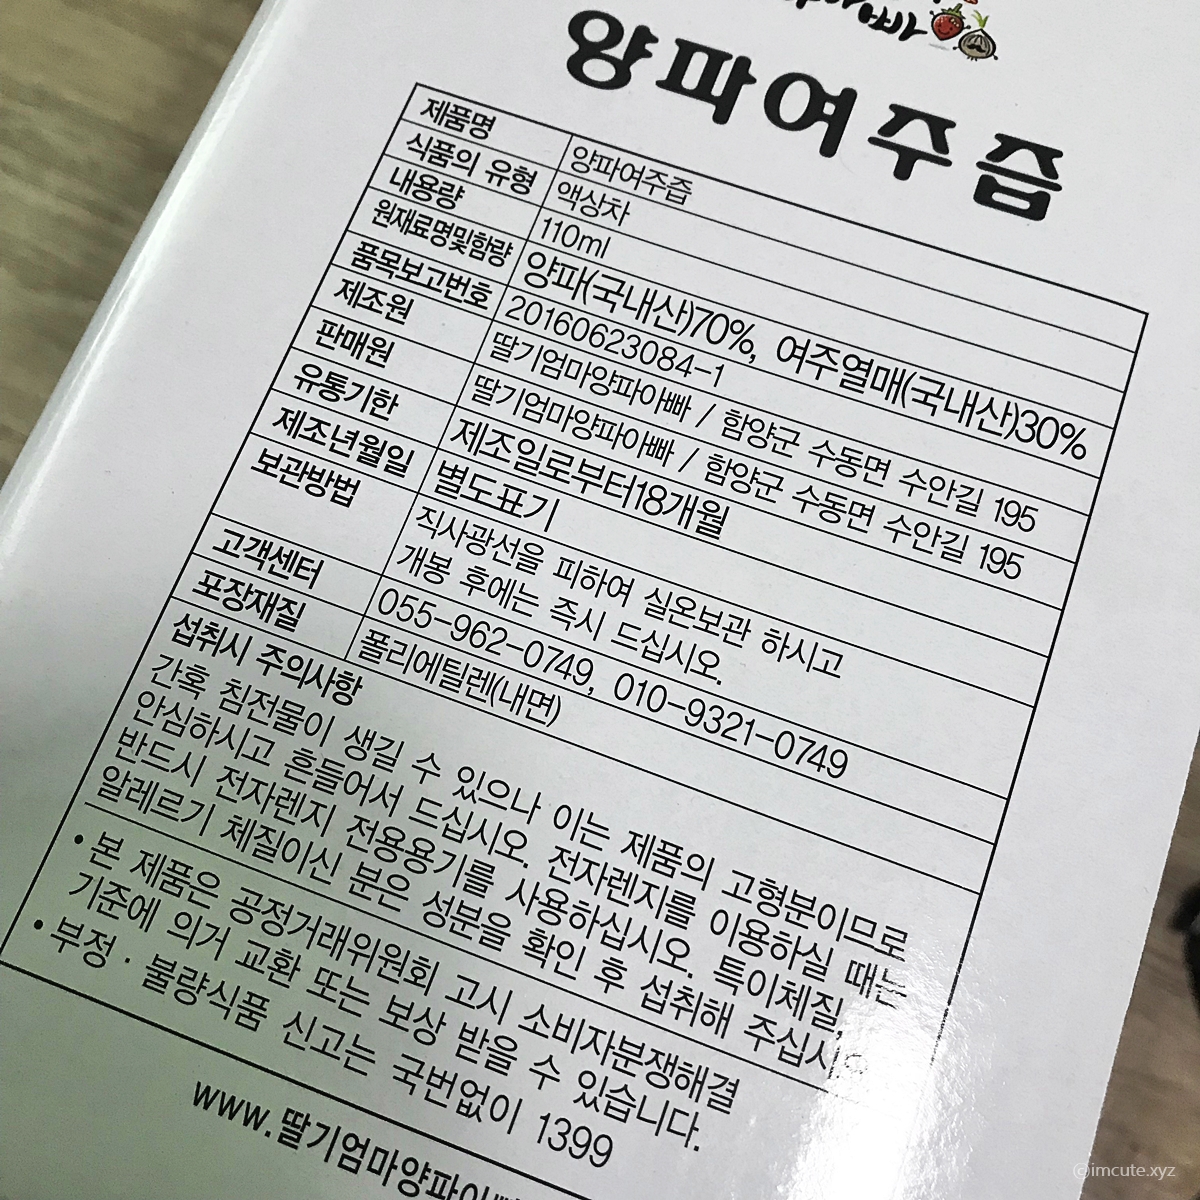 양파여주즙
제품명 양파여주즙
식품의 유형 액상차
내용량 110ml
원재료명및함량 양파(국내산)70%, 여주열매(국내산)30%
품목보고번호 20160623084-1
제조원 딸기엄마양파아빠 / 함양군 수동면 수안길 195
판매원 딸기엄마양파아빠 / 함양군 수동면 수안길 195
유통기한 제조일로부터18개월
제조년월일 별도표기
보관방법 직사광선을 피하여 실온보관 하시고
개봉 후에는 즉시 드십시오.
고객센터 055-962-0749, 010-9321-0749
포장재질 폴리에틸렌(내면)
섭취시 주의사항
간혹 침전물이 생길 수 있으나 이는 제품의 고형분이므로
안심하시고 흔들어서 드십시오. 전자렌지를 이용하실 때는
반드시 전자렌지 전용용기를 사용하십시오. 특이체질,
알레르기 체질이신 분은 성분을 확인 후 섭취해 주십시오
• 본 제품은 공정거래위원회 고시 소비자분쟁해결
기준에 의거 교환 또는 보상 받을 수 있습니다.
• 부정·불량식품 신고는 국번없이 1399
www.딸기엄마양파아
©imcute.xyz